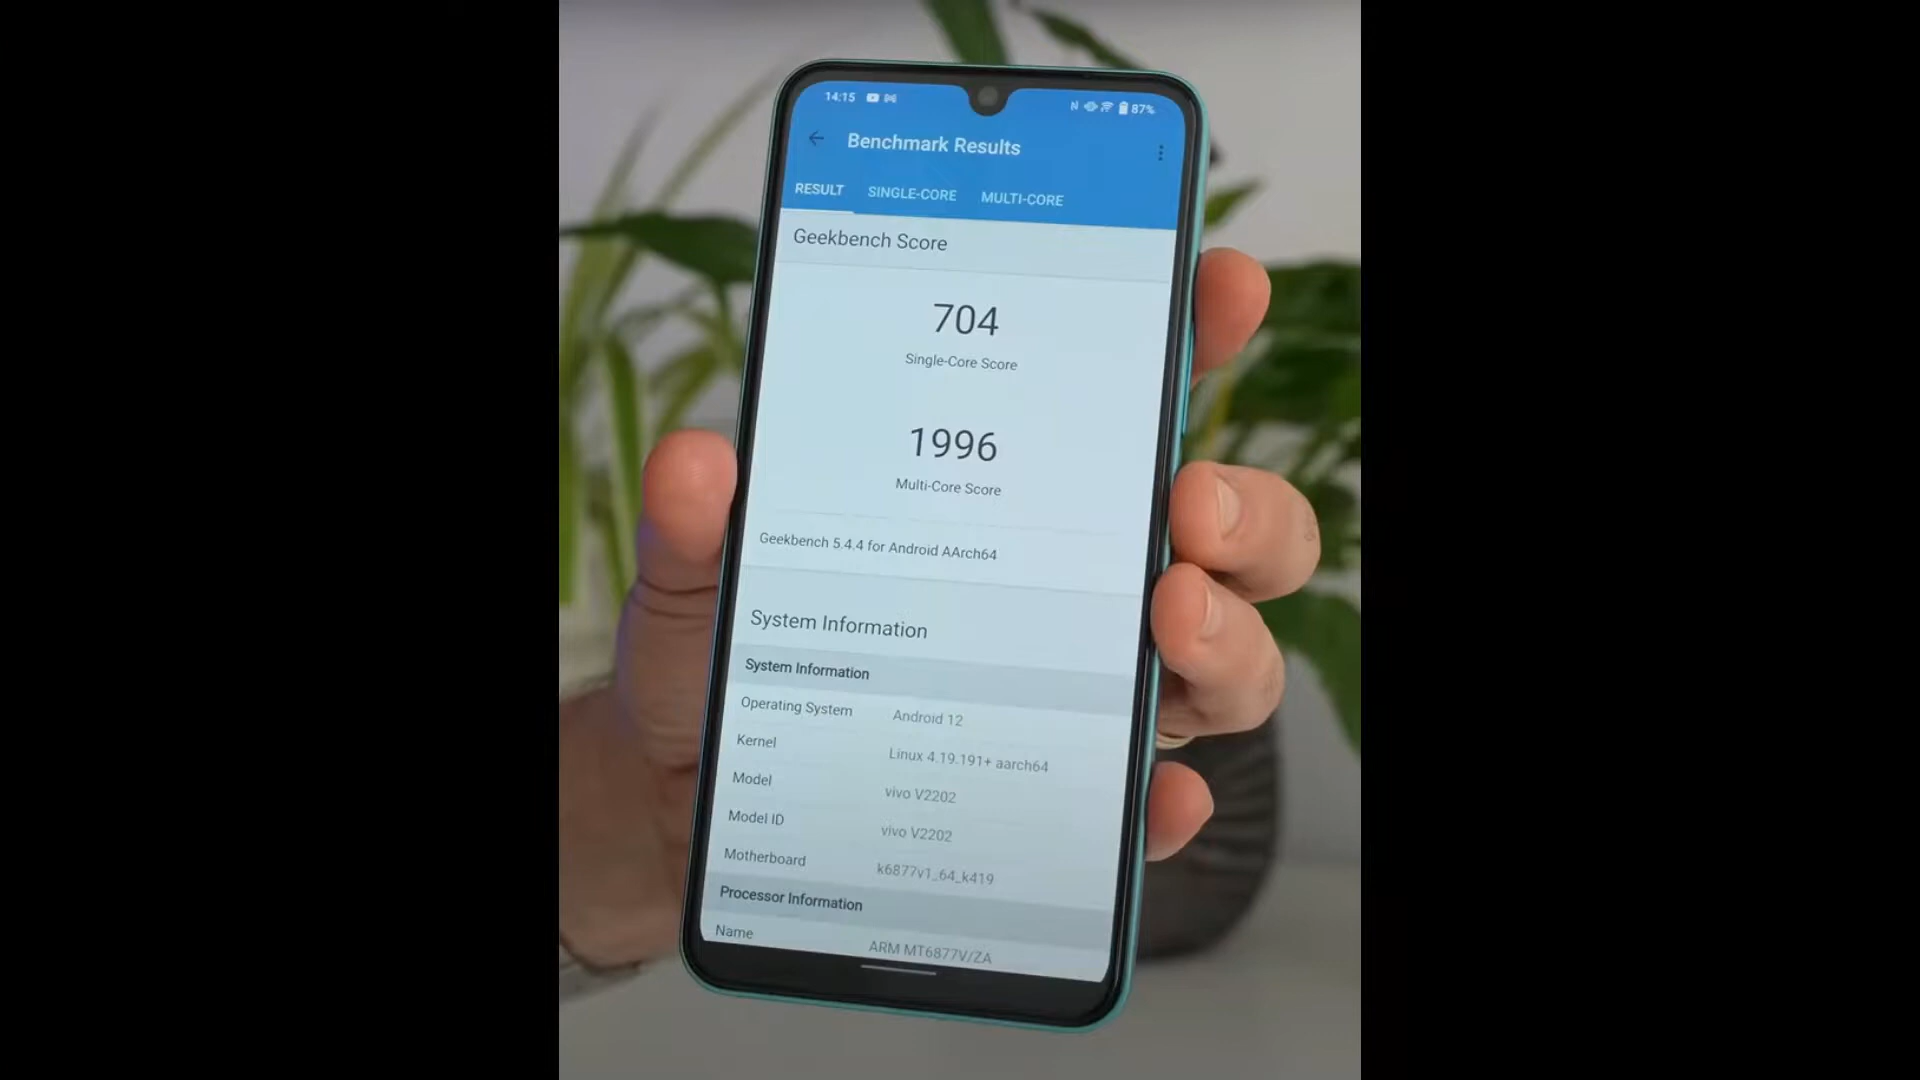 14:15
N 87%
Benchmark Results
RESULT SINGLE-CORE MULTI-CORE
Geekbench Score
704
Single-Core Score
1996
Multi-Core Score
Geekbench 5.4.4 for Android AArch64
System Information
System Information
Operating System Android 12
Kernel Linux 4.19.191+ aarch64
Model vivo V2202
Model ID vivo V2202
Motherboard k6877v1_64_k419
Processor Information
Name ARM MT6877V/ZA